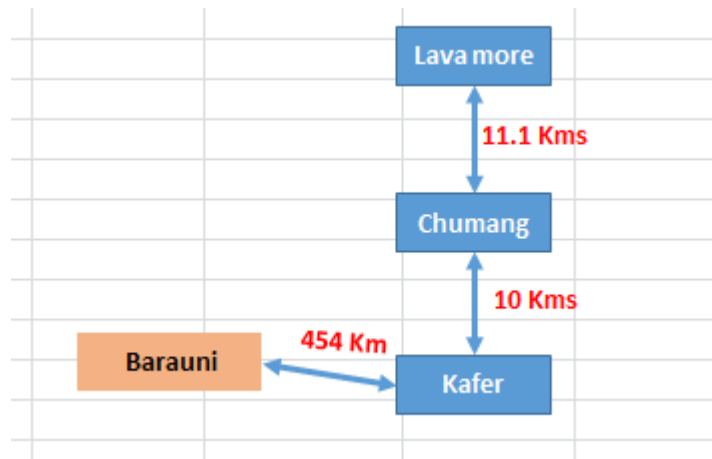 Lava more
11.1 Kms
Chumang
10 Kms
454 Km
Barauni
Kafer